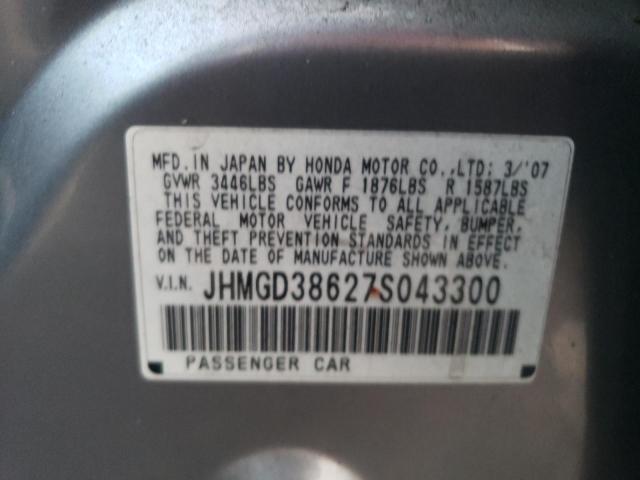 MFD. IN JAPAN BY HONDA MOTOR CO., LTD: 3/'07
GVWR 3446LBS GAWR F 1876LBS R 1587LBS
THIS VEHICLE CONFORMS TO ALL APPLICABLE
FEDERAL MOTOR VEHICLE SAFETY, BUMPER,
AND THEFT PREVENTION STANDARDS IN EFFECT
ON THE DATE OF MANUFACTURE SHOWN ABOVE.
V.I.N. JHMGD38627S043300
PASSENGER CAR